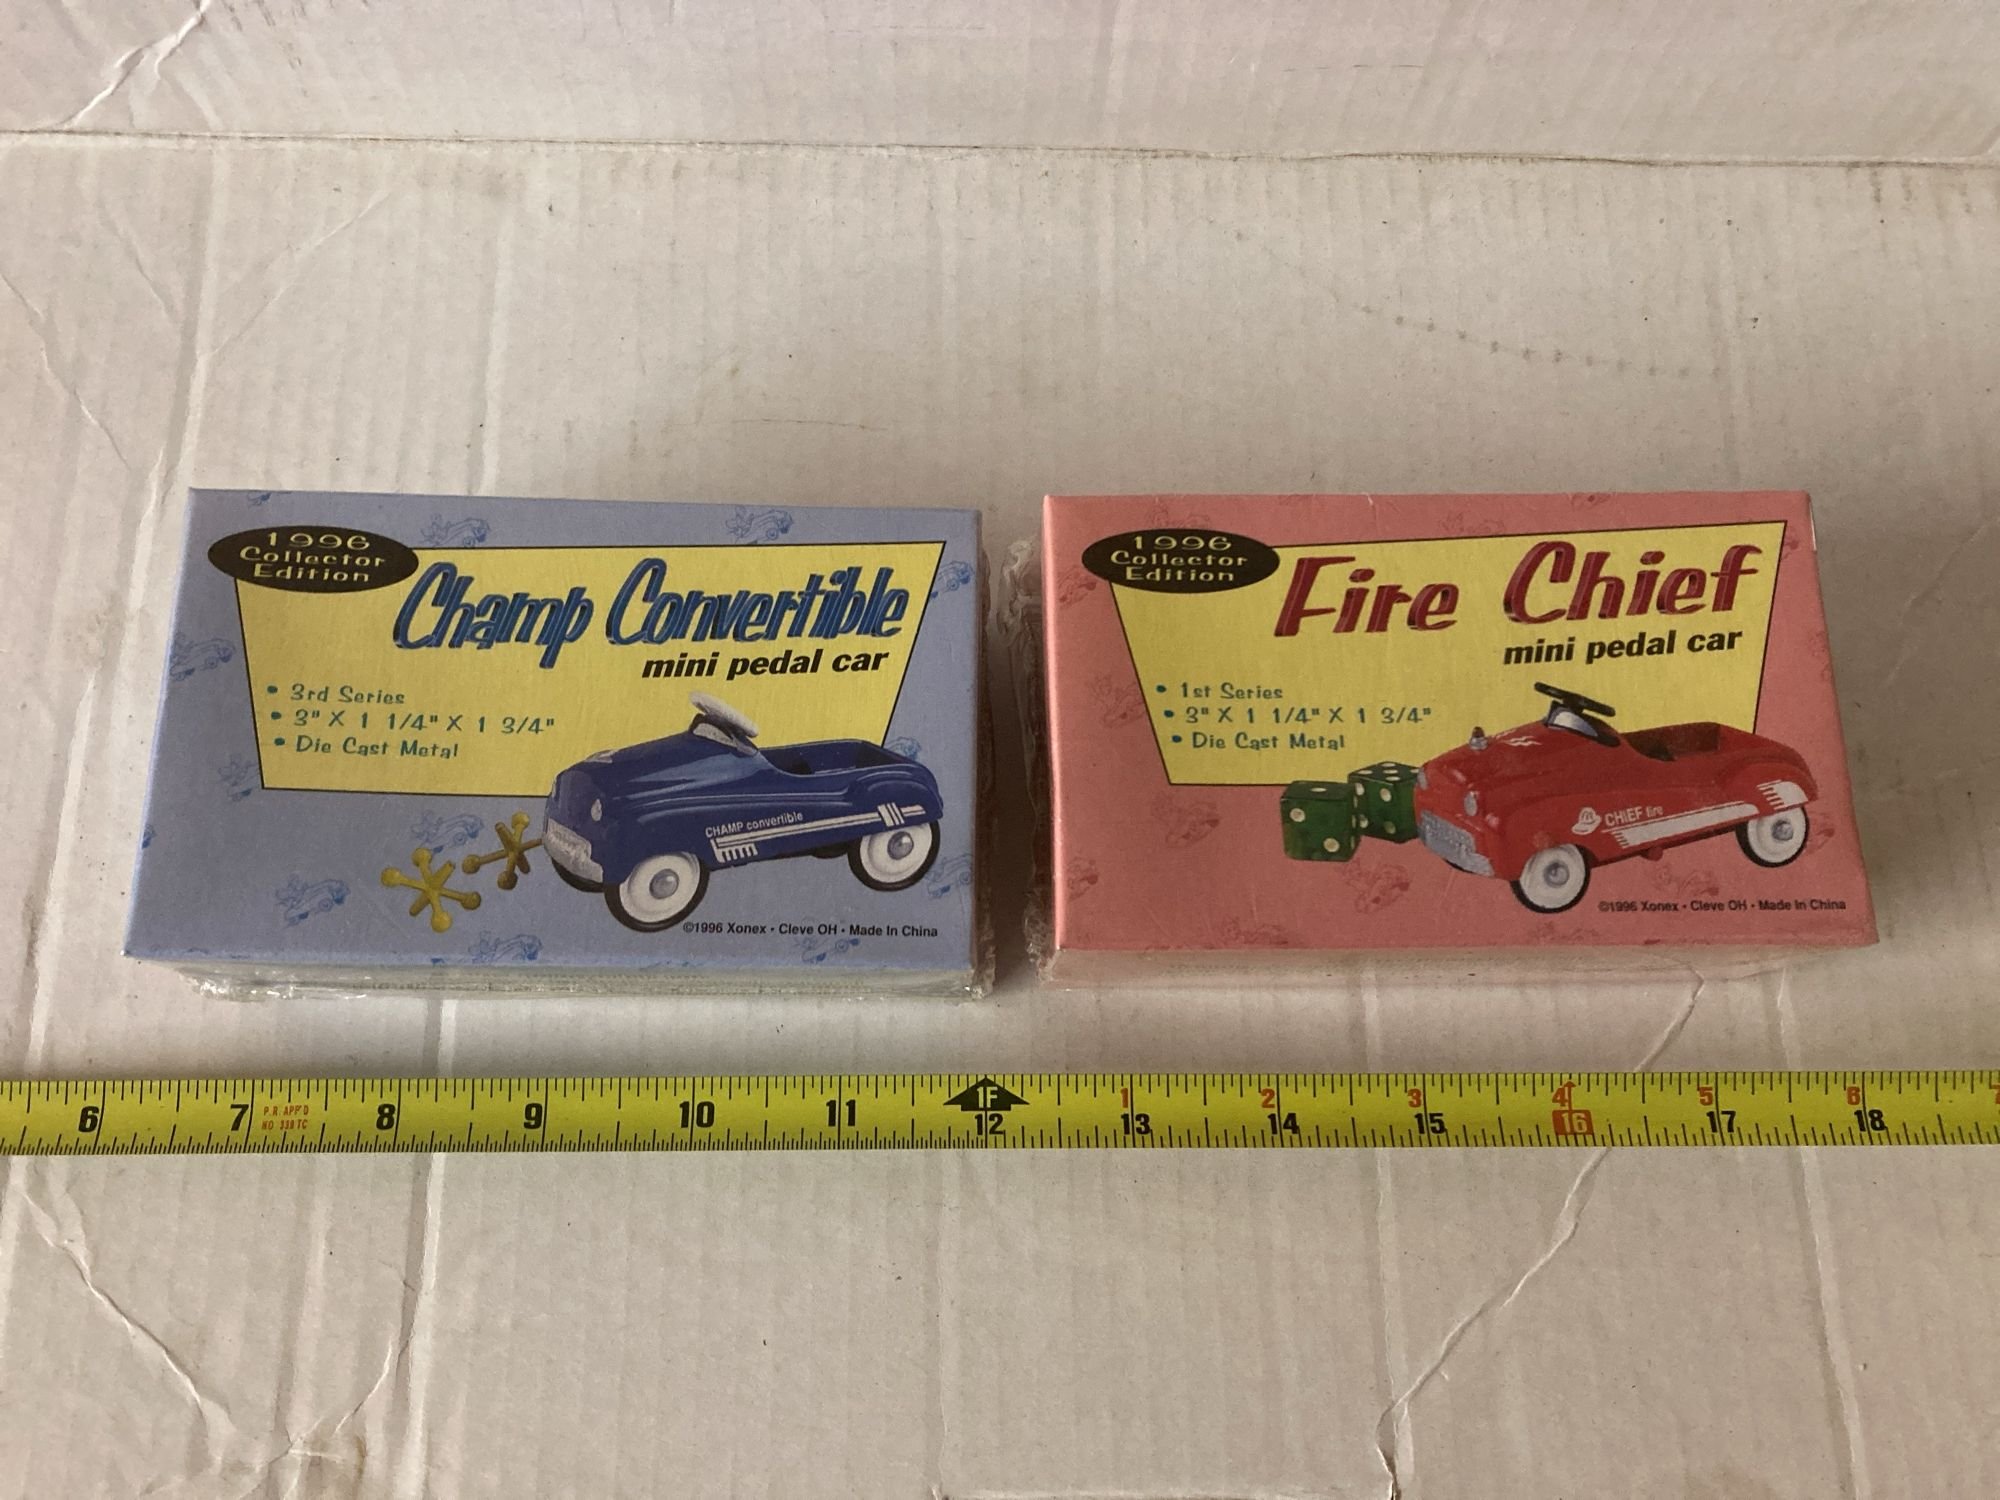 1996
Collector
Edition
Champ Convertible
mini pedal car
• 3rd Series
• 3" X 1 1/4" X 1 3/4"
• Die Cast Metal
CHAMP convertible
©1996 Xonex • Cleve OH • Made In China
1996
Collector
Edition
Fire Chief
mini pedal car
• 1st Series
• 3" X 1 1/4" X 1 3/4"
• Die Cast Metal
CHIEF fire
©1996 Xonex • Cleve OH • Made In China
1F 1 2 3 4 5 6 7
6 7 8 9 10 11 12 13 14 15 16 17 18
P.R. APP'D
NO 338 TC